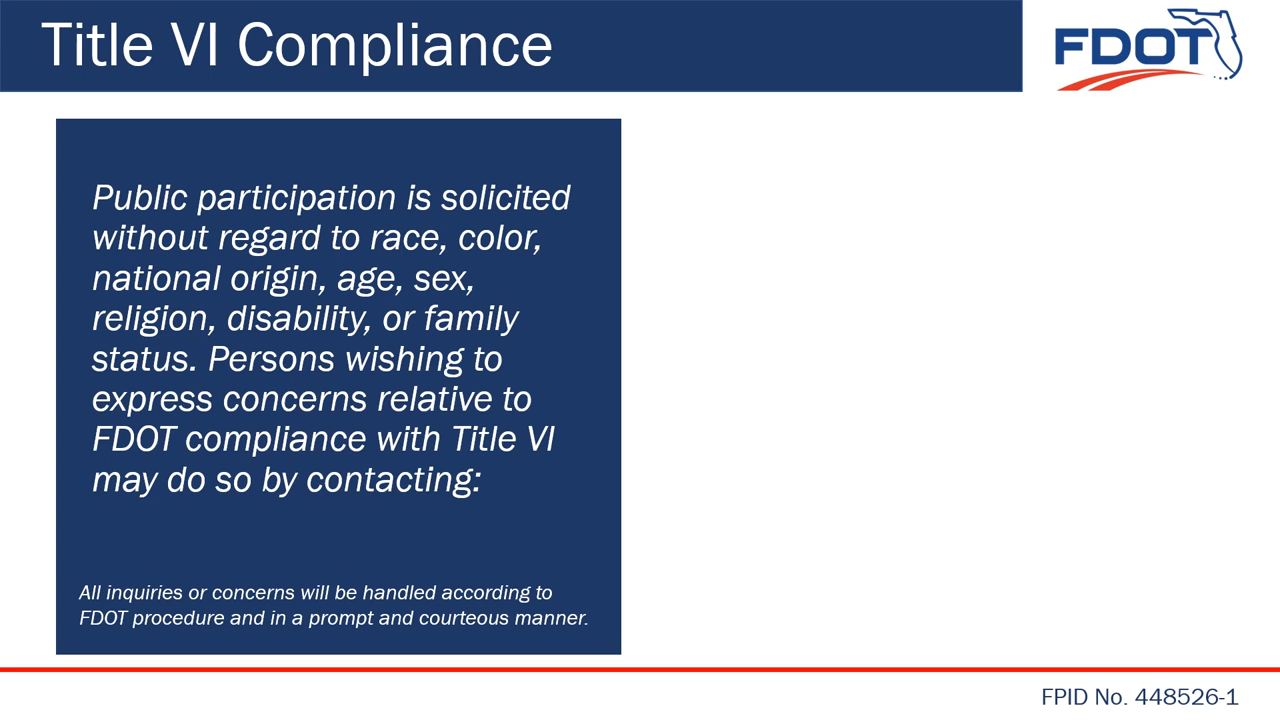 Title VI Compliance
FDOT
Public participation is solicited
without regard to race, color,
national origin, age, sex,
religion, disability, or family
status. Persons wishing to
express concerns relative to
FDOT compliance with Title VI
may do so by contacting:
All inquiries or concerns will be handled according to
FDOT procedure and in a prompt and courteous manner.
FPID No. 448526-1